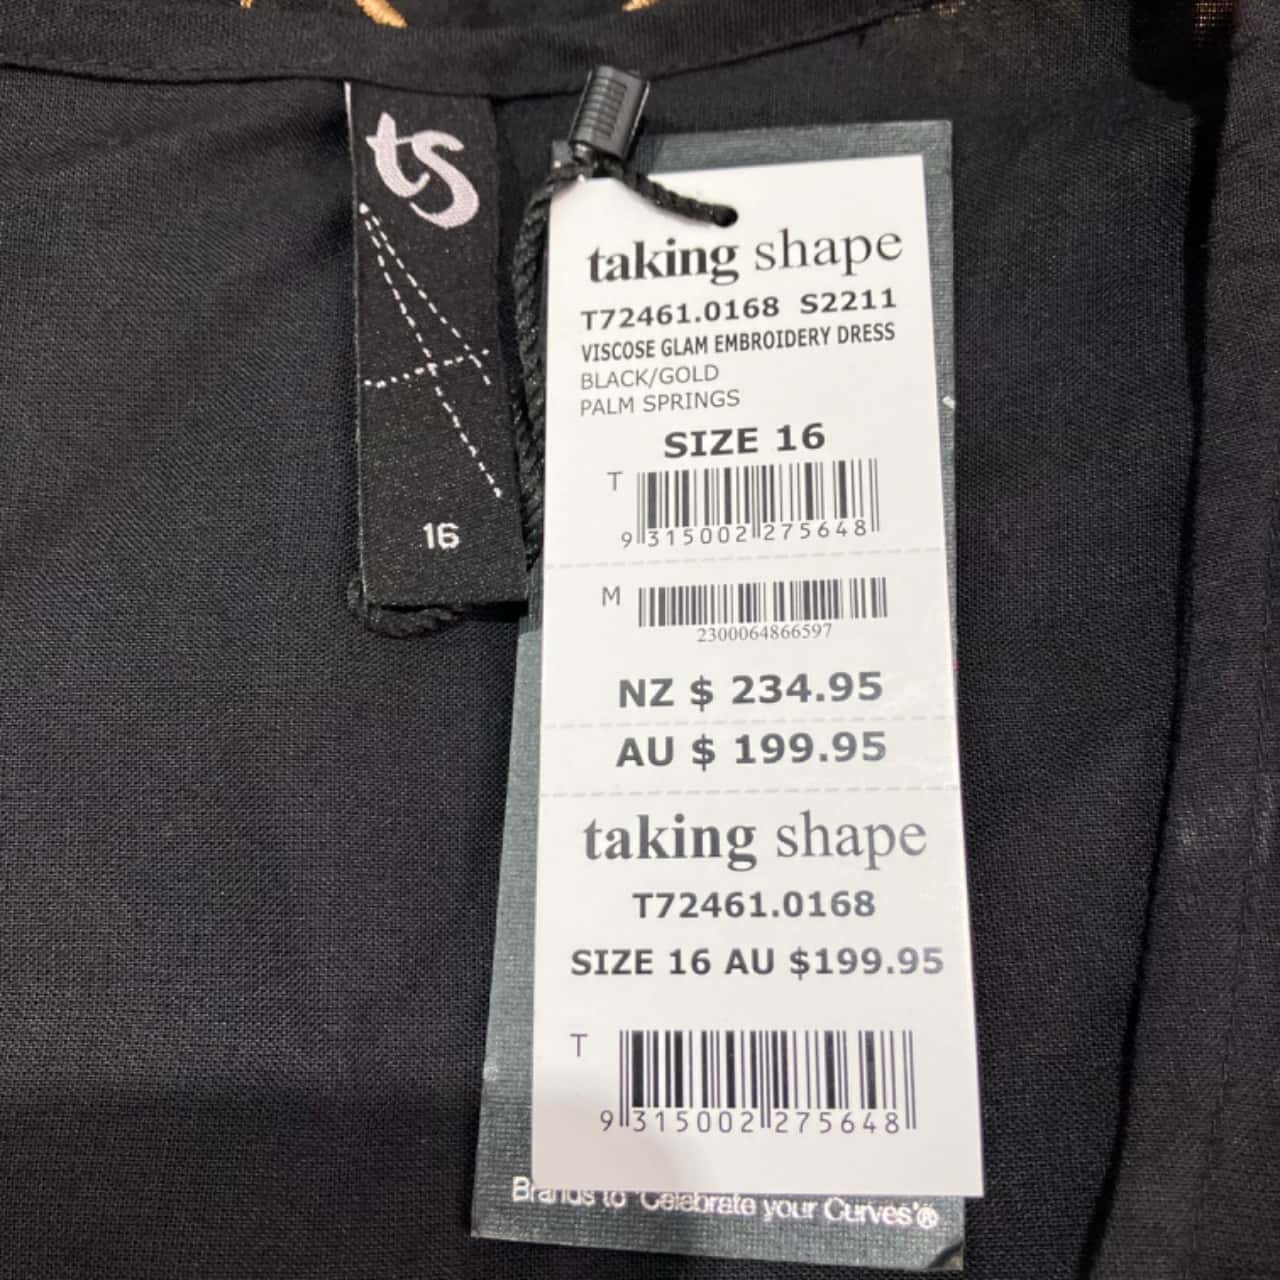 ts
16
taking shape
T72461.0168 S2211
VISCOSE GLAM EMBROIDERY DRESS
BLACK/GOLD
PALM SPRINGS
SIZE 16
T
9 315002 275648
M
2300064866597
NZ $ 234.95
AU $ 199.95
taking shape
T72461.0168
SIZE 16 AU $199.95
T
9 315002 275648
Brands to 'Celebrate your Curves'®